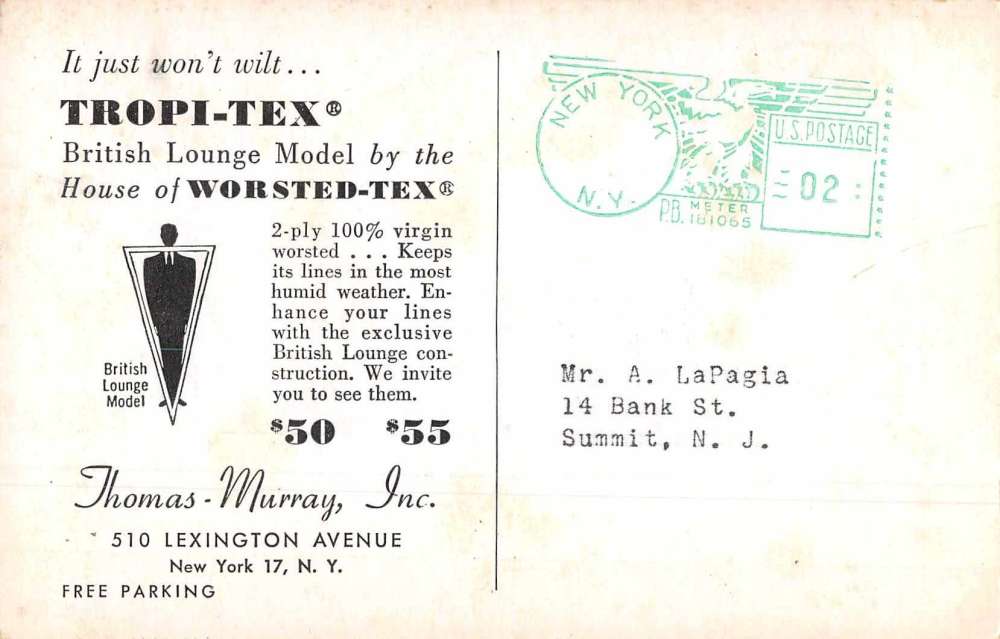 It just won't wilt...
TROPI-TEX®
British Lounge Model by the
House of WORSTED-TEX®
2-ply 100% virgin
worsted . . . Keeps
its lines in the most
humid weather. En-
hance your lines
with the exclusive
British Lounge con-
struction. We invite
you to see them.
British
Lounge
Model
$50 $55
Thomas-Murray, Inc.
510 LEXINGTON AVENUE
New York 17, N. Y.
FREE PARKING
NEW YORK
N.Y.
U.S. POSTAGE
02
P.B. METER
181065
Mr. A. LaPagia
14 Bank St.
Summit, N. J.